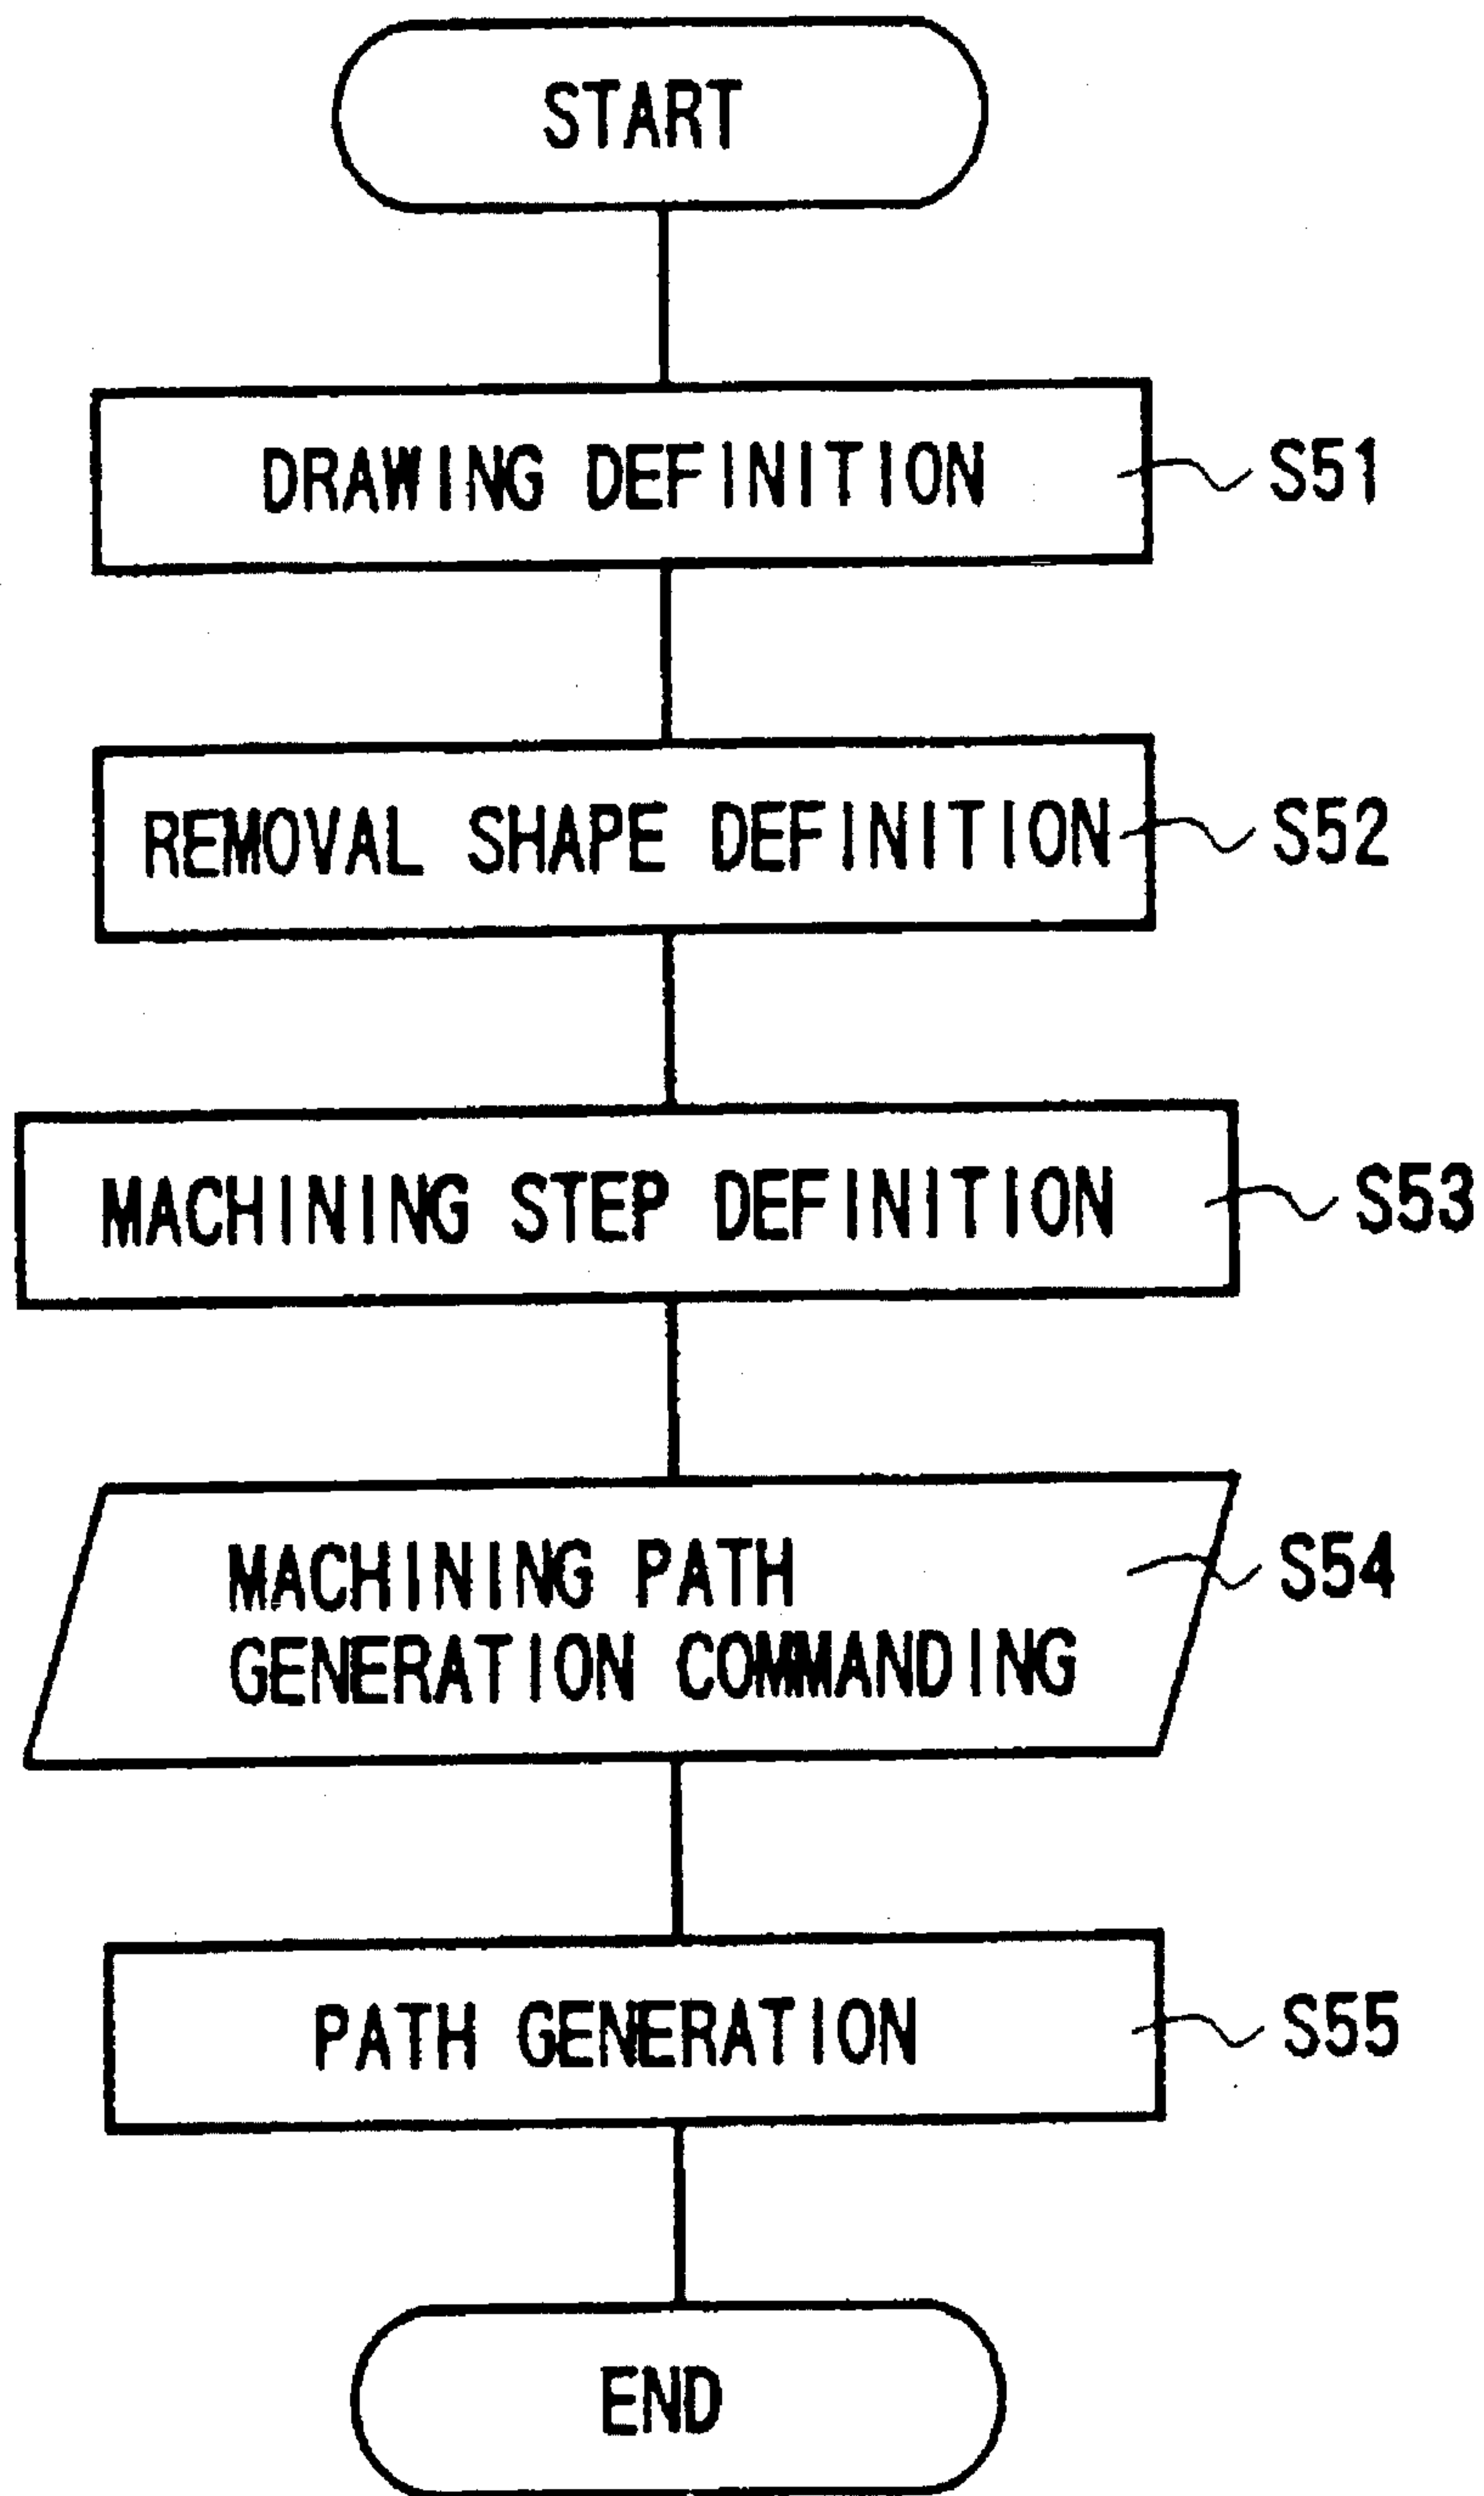 START
DRAWING DEFINITION
S51
REMOVAL SHAPE DEFINITION
S52
MACHINING STEP DEFINITION
S53
MACHINING PATH
GENERATION COMMANDING
S54
PATH GENERATION
S55
END